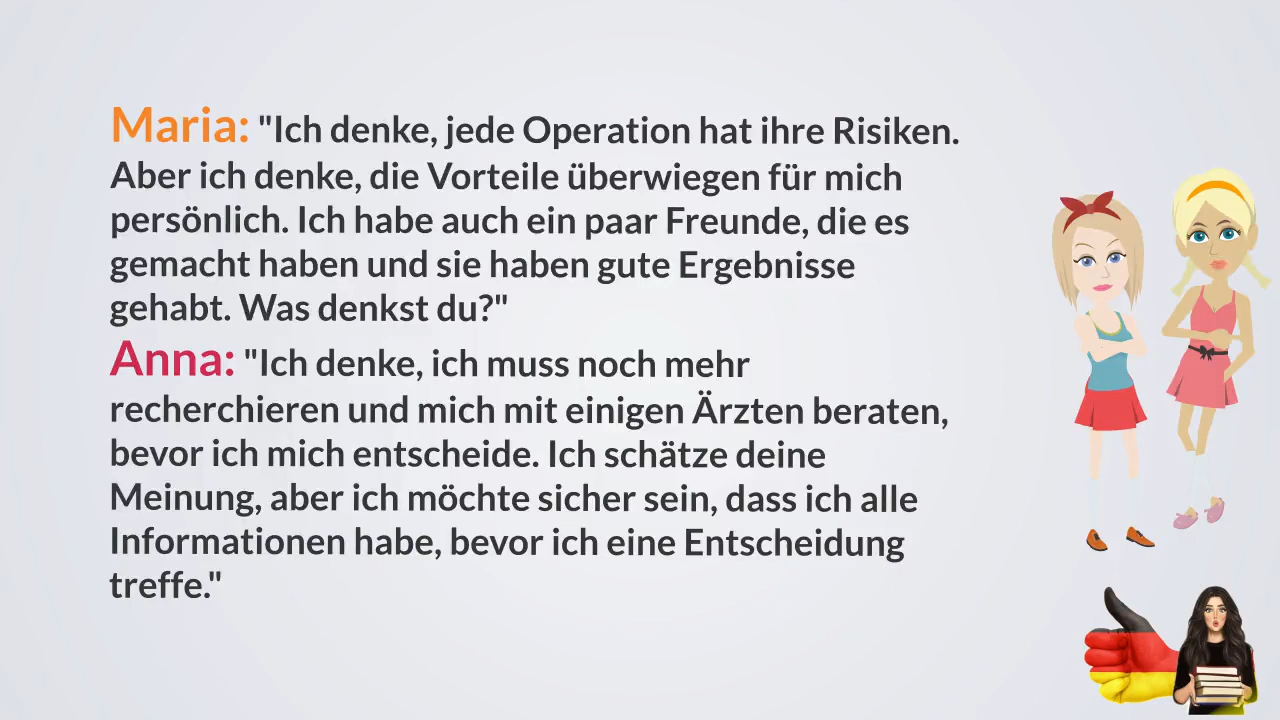 Maria: "Ich denke, jede Operation hat ihre Risiken.
Aber ich denke, die Vorteile überwiegen für mich
persönlich. Ich habe auch ein paar Freunde, die es
gemacht haben und sie haben gute Ergebnisse
gehabt. Was denkst du?"
Anna: "Ich denke, ich muss noch mehr
recherchieren und mich mit einigen Ärzten beraten,
bevor ich mich entscheide. Ich schätze deine
Meinung, aber ich möchte sicher sein, dass ich alle
Informationen habe, bevor ich eine Entscheidung
treffe."